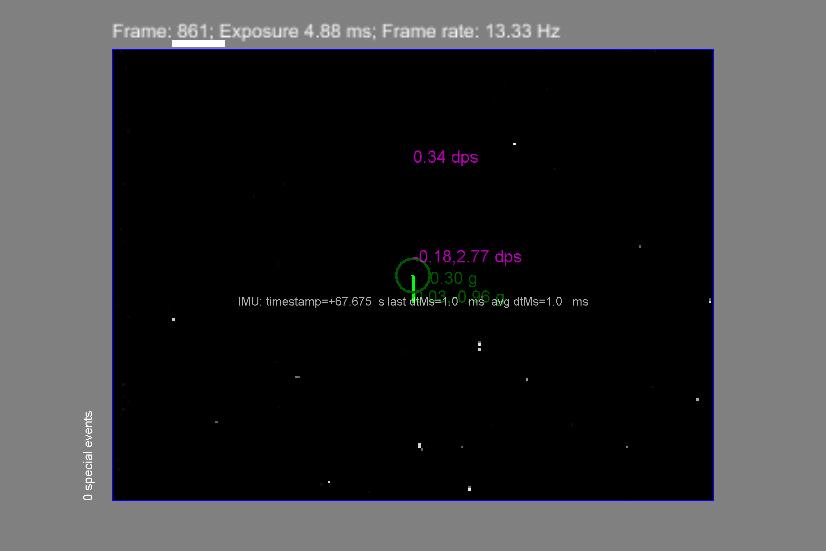 Frame: 861; Exposure 4.88 ms; Frame rate: 13.33 Hz
0.34 dps
-0.18,2.77 dps
0.30 g
0.96 g
IMU: timestamp=+67.675 s last dtMs=1.0 ms avg dtMs=1.0 ms
0 special events